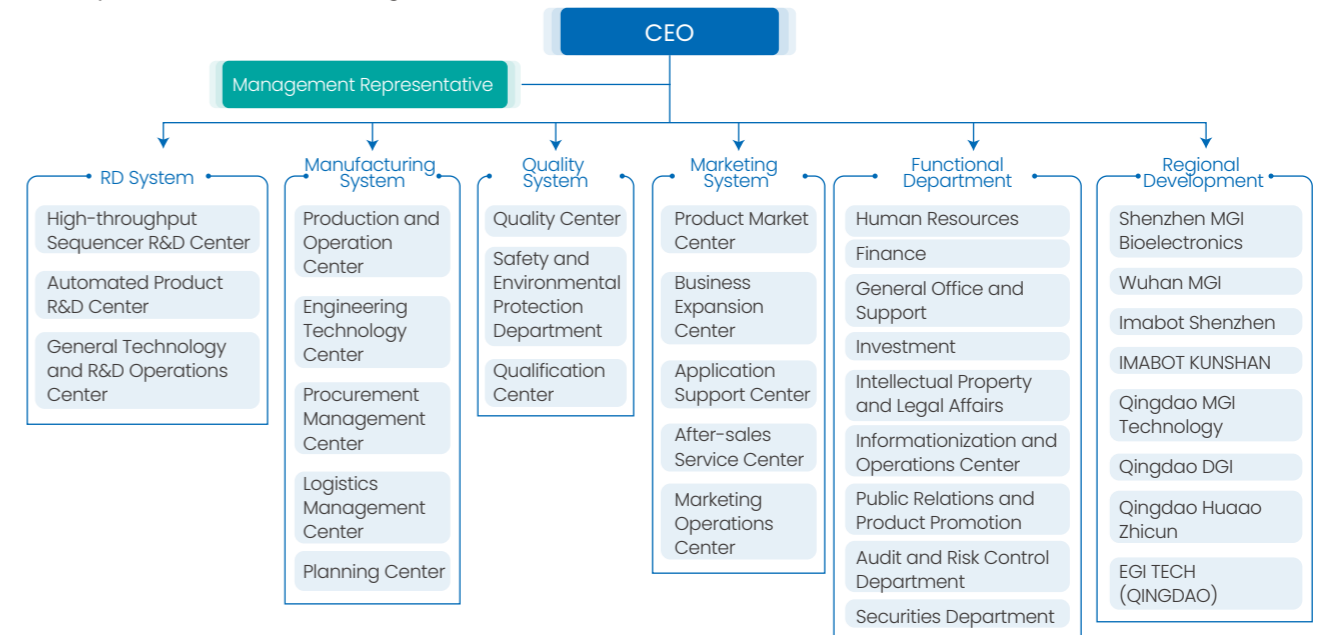 CEO
Management Representative
RD System
High-throughput
Sequencer R&D Center
Automated Product
R&D Center
General Technology
and R&D Operations
Center
Manufacturing
System
Production and
Operation
Center
Engineering
Technology
Center
Procurement
Management
Center
Logistics
Management
Center
Planning Center
Quality
System
Quality Center
Safety and
Environmental
Protection
Department
Qualification
Center
Marketing
System
Product Market
Center
Business
Expansion
Center
Application
Support Center
After-sales
Service Center
Marketing
Operations
Center
Functional
Department
Human Resources
Finance
General Office and
Support
Investment
Intellectual Property
and Legal Affairs
Informationization and
Operations Center
Public Relations and
Product Promotion
Audit and Risk Control
Department
Securities Department
Regional
Development
Shenzhen MGI
Bioelectronics
Wuhan MGI
Imabot Shenzhen
IMABOT KUNSHAN
Qingdao MGI
Technology
Qingdao DGI
Qingdao Huaao
Zhicun
EGI TECH
(QINGDAO)